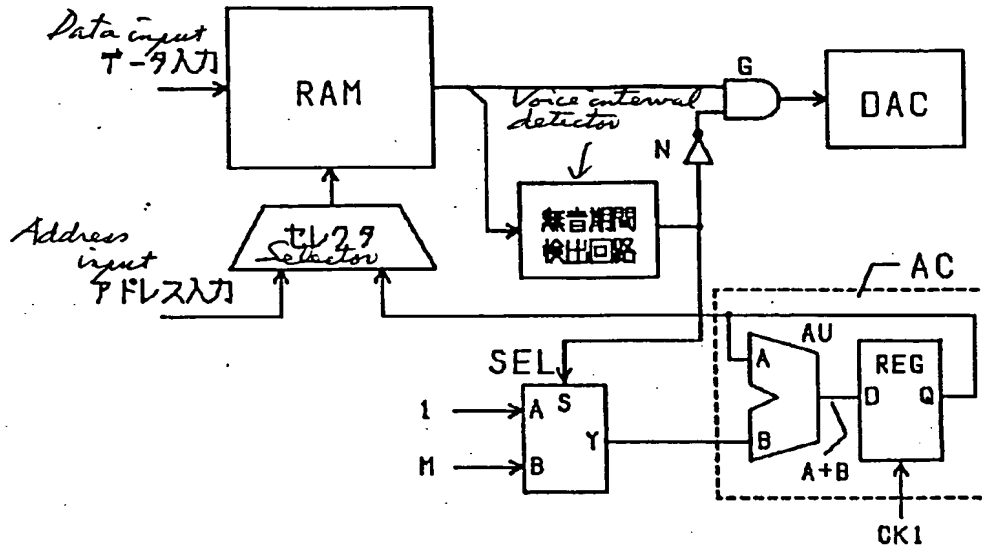 Data input
データ入力
RAM
G
DAC
Voice interval
detector
N
無音期間
検出回路
セレクタ
Selector
Address
input
アドレス入力
AC
SEL
AU
A
REG
D
Q
1
A
S
Y
M
B
B
A+B
CK1